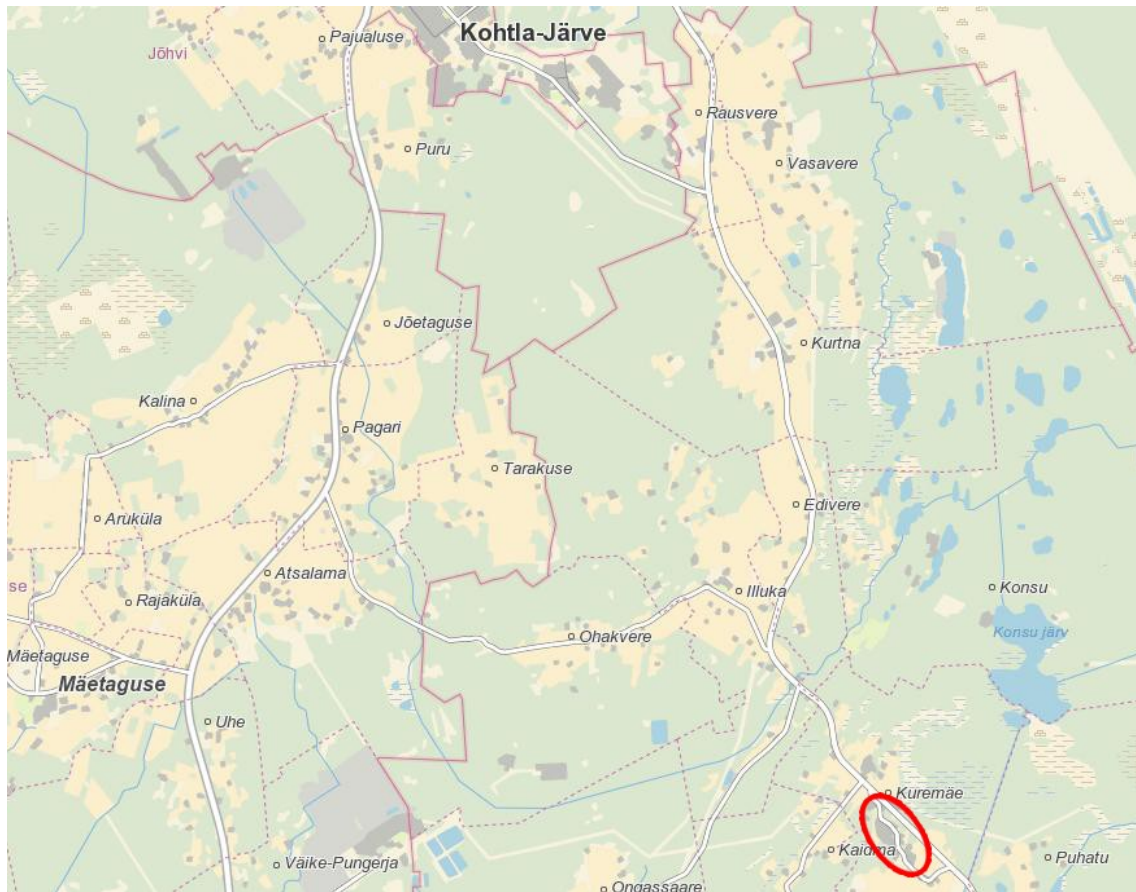 Kohtla-Järve
Pajualuse
Jõhvi
Rausvere
Puru
Vasavere
Jõetaguse
Kurtna
Kalina
Pagari
Tarakuse
Edivere
Aruküla
Atsalama
Illuka
Konsu
se
Rajaküla
Ohakvere
Konsu järv
Mäetaguse
Mäetaguse
Uhe
Kuremäe
Kaidma
Puhatu
Väike-Pungerja
Ongassaare